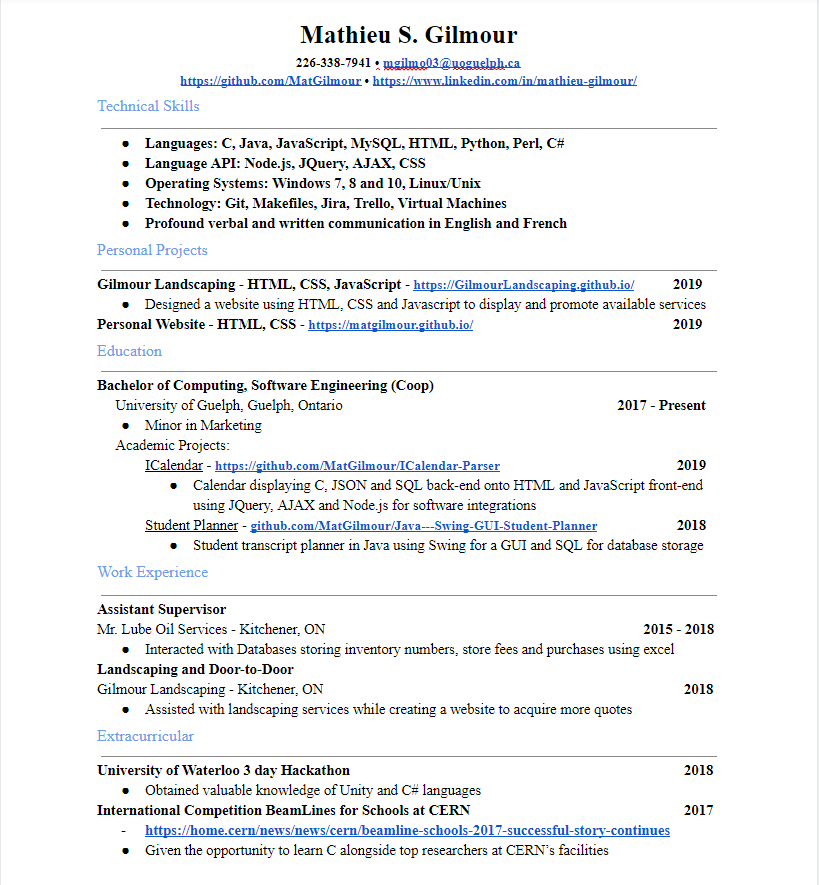 Mathieu S. Gilmour
226-338-7941 • mgilmo03@uoguelph.ca
https://github.com/MatGilmour • https://www.linkedin.com/in/mathieu-gilmour/
Technical Skills
● Languages: C, Java, JavaScript, MySQL, HTML, Python, Perl, C#
● Language API: Node.js, JQuery, AJAX, CSS
● Operating Systems: Windows 7, 8 and 10, Linux/Unix
● Technology: Git, Makefiles, Jira, Trello, Virtual Machines
● Profound verbal and written communication in English and French
Personal Projects
Gilmour Landscaping - HTML, CSS, JavaScript - https://GilmourLandscaping.github.io/ 2019
● Designed a website using HTML, CSS and Javascript to display and promote available services
Personal Website - HTML, CSS - https://matgilmour.github.io/ 2019
Education
Bachelor of Computing, Software Engineering (Coop)
University of Guelph, Guelph, Ontario 2017 - Present
● Minor in Marketing
Academic Projects:
ICalendar - https://github.com/MatGilmour/ICalendar-Parser 2019
● Calendar displaying C, JSON and SQL back-end onto HTML and JavaScript front-end
using JQuery, AJAX and Node.js for software integrations
Student Planner - github.com/MatGilmour/Java---Swing-GUI-Student-Planner 2018
● Student transcript planner in Java using Swing for a GUI and SQL for database storage
Work Experience
Assistant Supervisor
Mr. Lube Oil Services - Kitchener, ON 2015 - 2018
● Interacted with Databases storing inventory numbers, store fees and purchases using excel
Landscaping and Door-to-Door
Gilmour Landscaping - Kitchener, ON 2018
● Assisted with landscaping services while creating a website to acquire more quotes
Extracurricular
University of Waterloo 3 day Hackathon 2018
● Obtained valuable knowledge of Unity and C# languages
International Competition BeamLines for Schools at CERN 2017
- https://home.cern/news/news/cern/beamline-schools-2017-successful-story-continues
● Given the opportunity to learn C alongside top researchers at CERN’s facilities